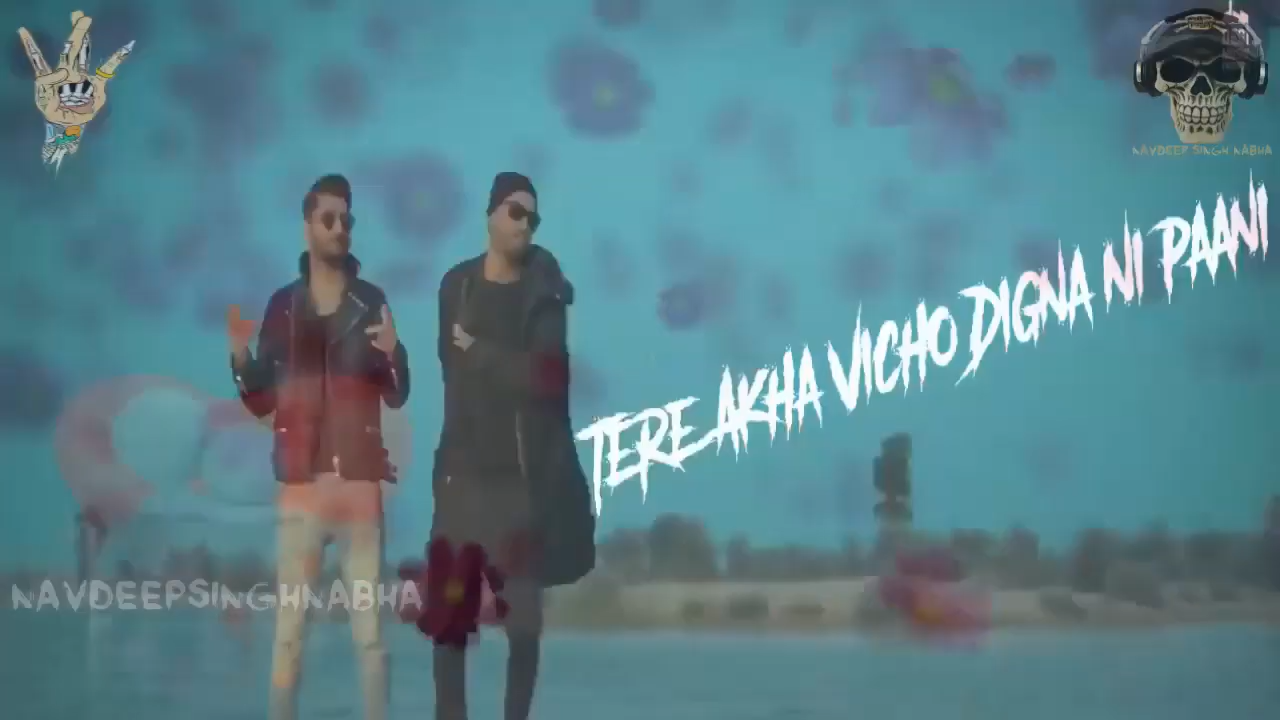 NAVDEEP SINGH NABHA
TERE AKHA VICHO DIGNA NI PAANI
NAVDEEPSINGHNABHA